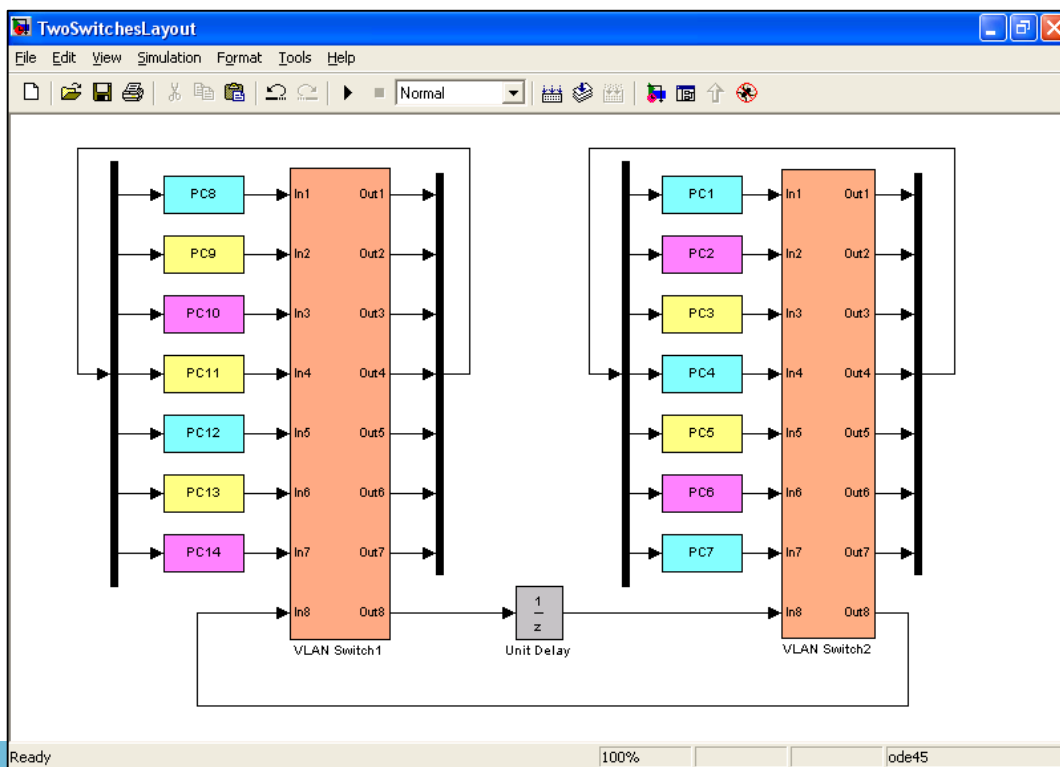 TwoSwitchesLayout
File Edit View Simulation Format Tools Help
Normal
PC8 In1 Out1 PC1 In1 Out1
PC9 In2 Out2 PC2 In2 Out2
PC10 In3 Out3 PC3 In3 Out3
PC11 In4 Out4 PC4 In4 Out4
PC12 In5 Out5 PC5 In5 Out5
PC13 In6 Out6 PC6 In6 Out6
PC14 In7 Out7 PC7 In7 Out7
In8 Out8 1 In8 Out8
z
VLAN Switch1 Unit Delay VLAN Switch2
Ready 100% ode45